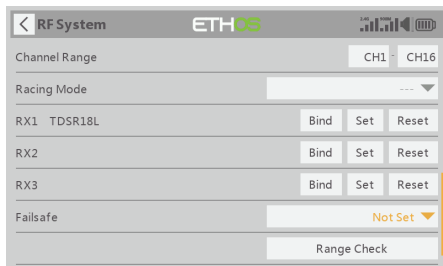 RF System ETHOS
Channel Range CH1 - CH16
Racing Mode ---
RX1 TDSR18L Bind Set Reset
RX2 Bind Set Reset
RX3 Bind Set Reset
Failsafe Not Set
Range Check